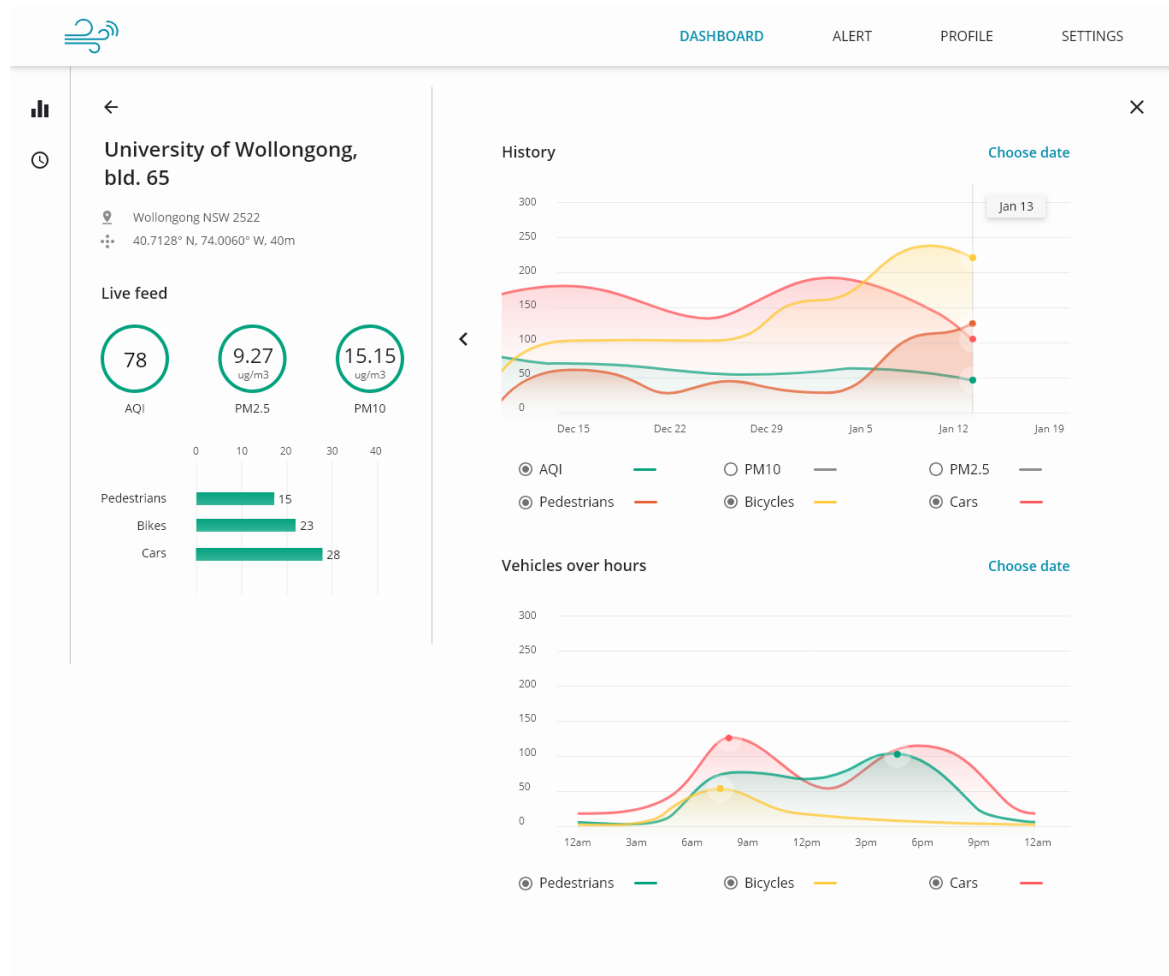 DASHBOARD ALERT PROFILE SETTINGS
University of Wollongong,
bld. 65
Wollongong NSW 2522
40.7128° N, 74.0060° W, 40m
Live feed
78
AQI
9.27
ug/m3
PM2.5
15.15
ug/m3
PM10
0 10 20 30 40
Pedestrians 15
Bikes 23
Cars 28
History Choose date
Jan 13
300
250
200
150
100
50
0
Dec 15 Dec 22 Dec 29 Jan 5 Jan 12 Jan 19
AQI PM10 PM2.5
Pedestrians Bicycles Cars
Vehicles over hours Choose date
300
250
200
150
100
50
0
12am 3am 6am 9am 12pm 3pm 6pm 9pm 12am
Pedestrians Bicycles Cars